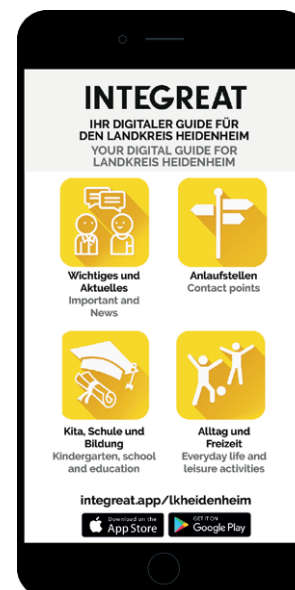 INTEGREAT
IHR DIGITALER GUIDE FÜR
DEN LANDKREIS HEIDENHEIM
YOUR DIGITAL GUIDE FOR
LANDKREIS HEIDENHEIM
Wichtiges und
Aktuelles
Important and
News
Anlaufstellen
Contact points
Kita, Schule und
Bildung
Kindergarten, school
and education
Alltag und
Freizeit
Everyday life and
leisure activities
integreat.app/lkheidenheim
Download on the
App Store
GET IT ON
Google Play